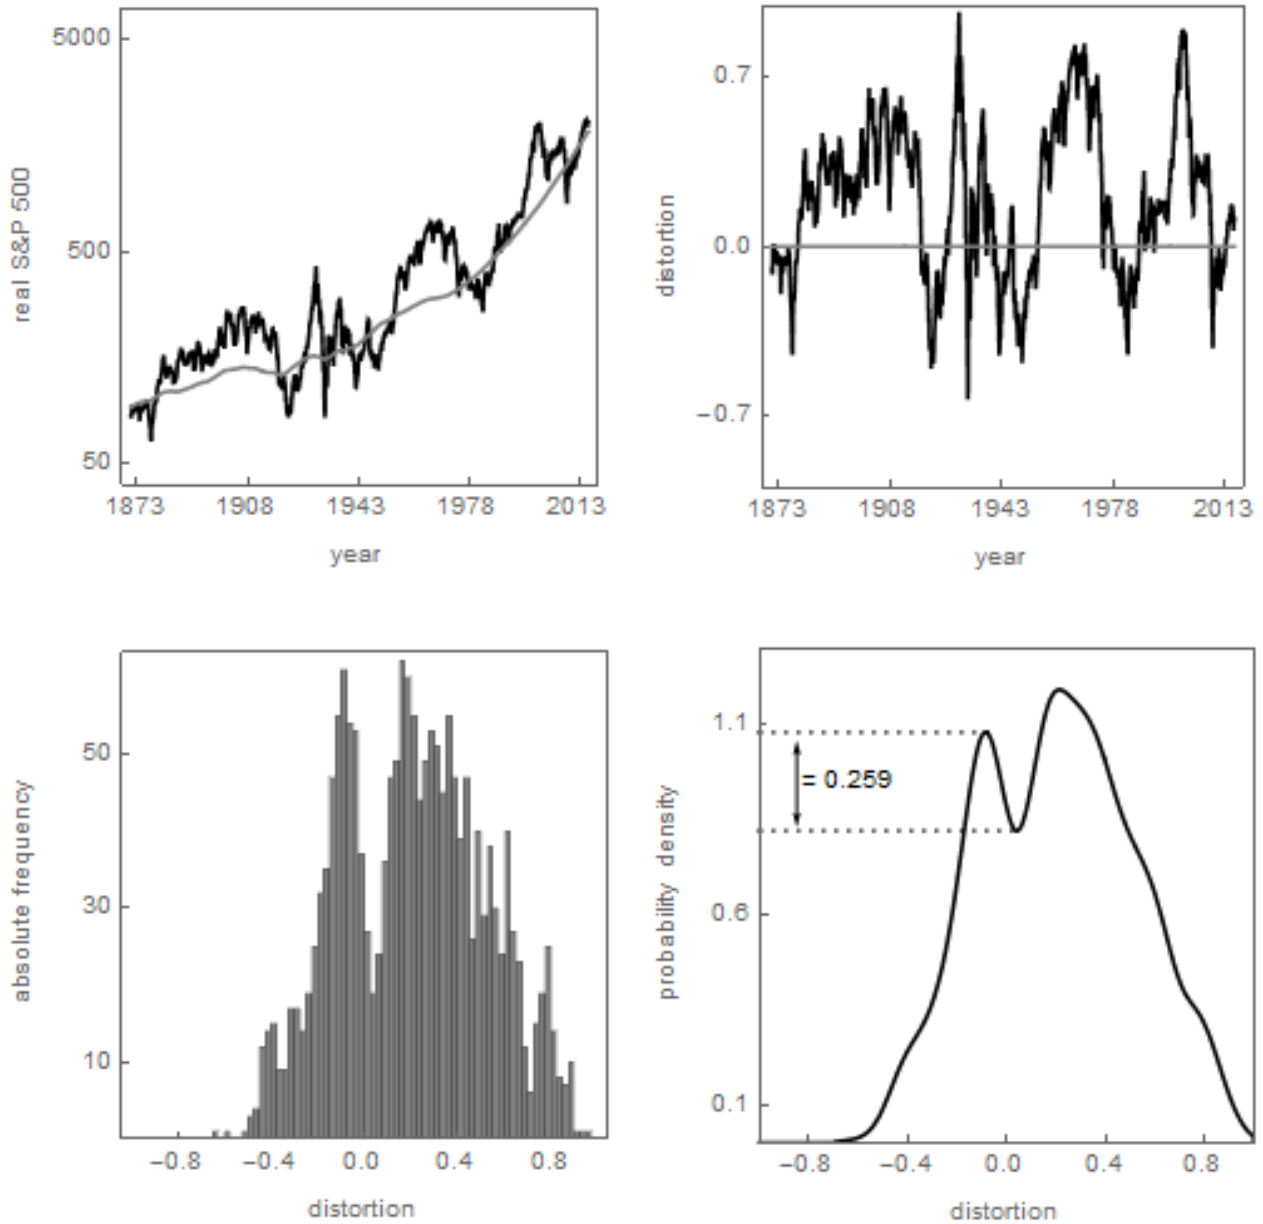 5000
500
50
real S&P 500
1873 1908 1943 1978 2013
year
0.7
0.0
−0.7
distortion
1873 1908 1943 1978 2013
year
50
30
10
absolute frequency
−0.8 −0.4 0.0 0.4 0.8
distortion
1.1
0.6
0.1
probability density
= 0.259
−0.8 −0.4 0.0 0.4 0.8
distortion